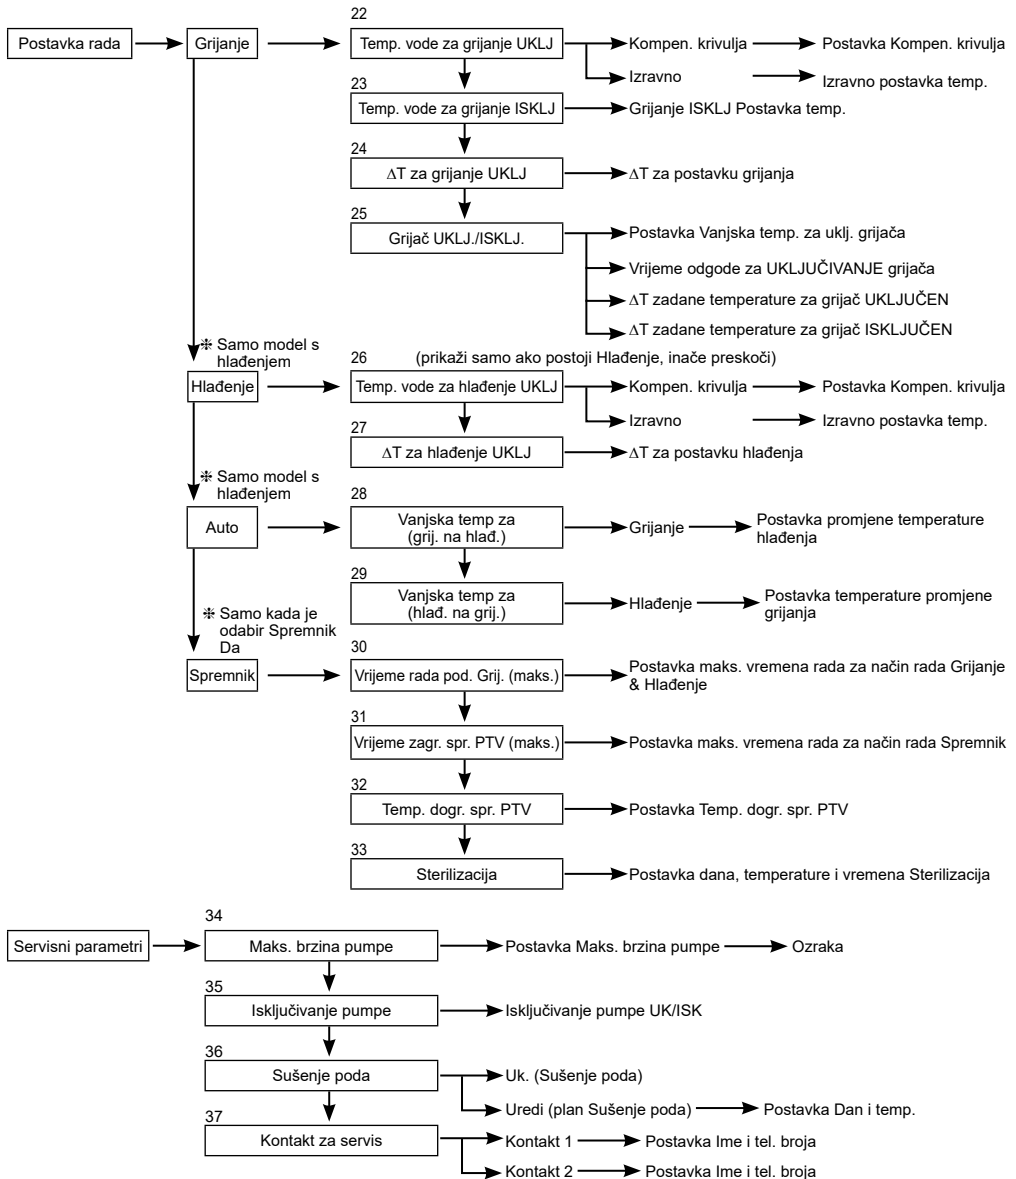 22
Postavka rada
Grijanje
Temp. vode za grijanje UKLJ
Kompen. krivulja
Postavka Kompen. krivulja
Izravno
Izravno postavka temp.
23
Temp. vode za grijanje ISKLJ
Grijanje ISKLJ Postavka temp.
24
∆T za grijanje UKLJ
∆T za postavku grijanja
25
Grijač UKLJ./ISKLJ.
Postavka Vanjska temp. za uklj. grijača
Vrijeme odgode za UKLJUČIVANJE grijača
∆T zadane temperature za grijač UKLJUČEN
∆T zadane temperature za grijač ISKLJUČEN
❉ Samo model s
hlađenjem
26
(prikaži samo ako postoji Hlađenje, inače preskoči)
Hlađenje
Temp. vode za hlađenje UKLJ
Kompen. krivulja
Postavka Kompen. krivulja
Izravno
Izravno postavka temp.
27
∆T za hlađenje UKLJ
∆T za postavku hlađenja
❉ Samo model s
hlađenjem
28
Auto
Vanjska temp za
(grij. na hlađ.)
Grijanje
Postavka promjene temperature
hlađenja
29
Vanjska temp za
(hlađ. na grij.)
Hlađenje
Postavka temperature promjene
grijanja
❉ Samo kada je
odabir Spremnik
Da
30
Spremnik
Vrijeme rada pod. Grij. (maks.)
Postavka maks. vremena rada za način rada Grijanje
& Hlađenje
31
Vrijeme zagr. spr. PTV (maks.)
Postavka maks. vremena rada za način rada Spremnik
32
Temp. dogr. spr. PTV
Postavka Temp. dogr. spr. PTV
33
Sterilizacija
Postavka dana, temperature i vremena Sterilizacija
34
Servisni parametri
Maks. brzina pumpe
Postavka Maks. brzina pumpe
Ozraka
35
Isključivanje pumpe
Isključivanje pumpe UK/ISK
36
Sušenje poda
Uk. (Sušenje poda)
Uredi (plan Sušenje poda)
Postavka Dan i temp.
37
Kontakt za servis
Kontakt 1
Postavka Ime i tel. broja
Kontakt 2
Postavka Ime i tel. broja